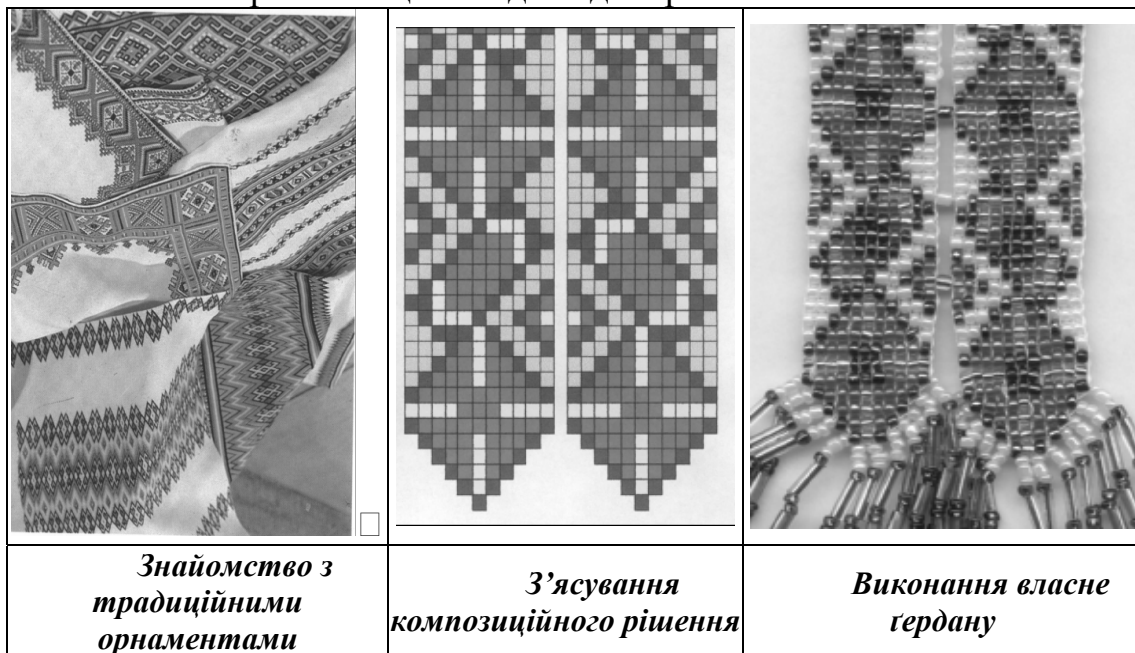 Знайомство з
традиційними
орнаментами
З’ясування
композиційного рішення
Виконання власне
ґердану